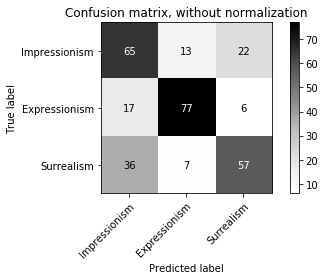 Confusion matrix, without normalization
True label
Impressionism 65 13 22
Expressionism 17 77 6
Surrealism 36 7 57
Impressionism
Expressionism
Surrealism
Predicted label
70
60
50
40
30
20
10